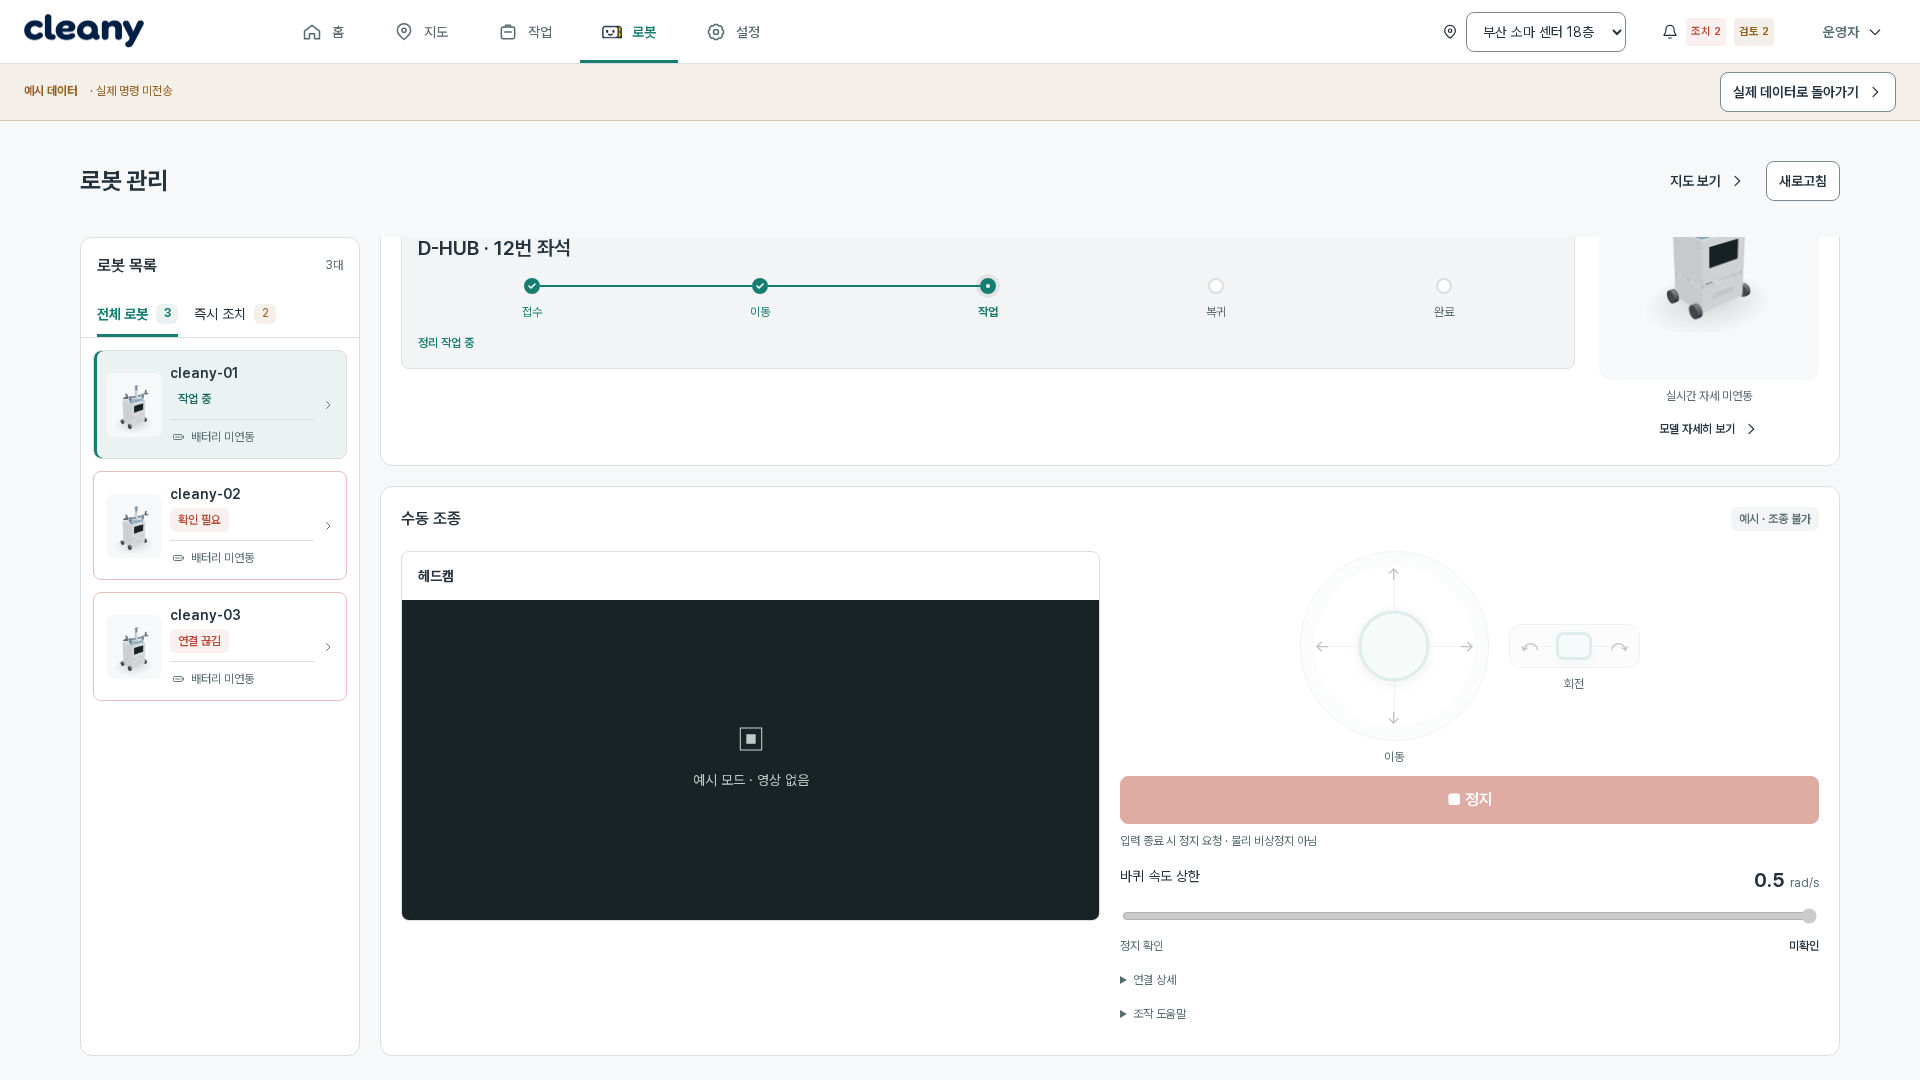 cleany
홈
지도
작업
로봇
설정
부산 소마 센터 18층
조치 2
검토 2
운영자
예시 데이터 · 실제 명령 미전송
실제 데이터로 돌아가기
로봇 관리
지도 보기
새로고침
로봇 목록
3대
전체 로봇 3
즉시 조치 2
cleany-01
작업 중
배터리 미연동
cleany-02
확인 필요
배터리 미연동
cleany-03
연결 끊김
배터리 미연동
D-HUB · 12번 좌석
접수
이동
작업
복귀
완료
정리 작업 중
실시간 자세 미연동
모델 자세히 보기
수동 조종
예시 · 조종 불가
헤드캠
예시 모드 · 영상 없음
회전
이동
정지
입력 종료 시 정지 요청 · 물리 비상정지 아님
바퀴 속도 상한
0.5 rad/s
정지 확인
미확인
연결 상세
조작 도움말